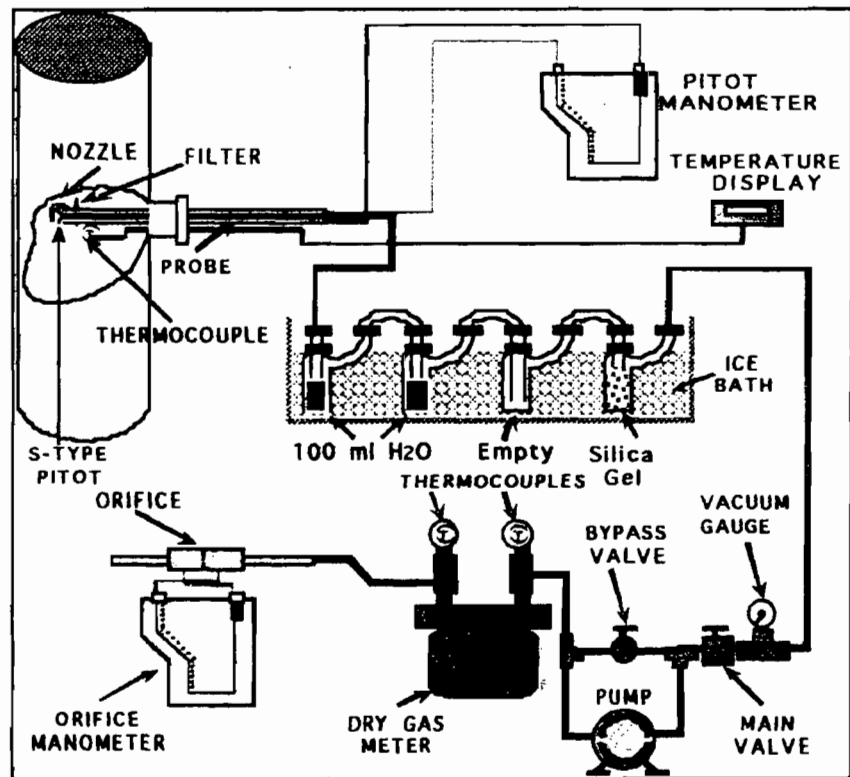 PITOT
MANOMETER
NOZZLE
FILTER
TEMPERATURE
DISPLAY
PROBE
THERMOCOUPLE
ICE
BATH
S-TYPE
PITOT
100 ml H2O
Empty
Silica
Gel
THERMOCOUPLES
ORIFICE
VACUUM
GAUGE
BYPASS
VALVE
ORIFICE
MANOMETER
DRY GAS
METER
PUMP
MAIN
VALVE